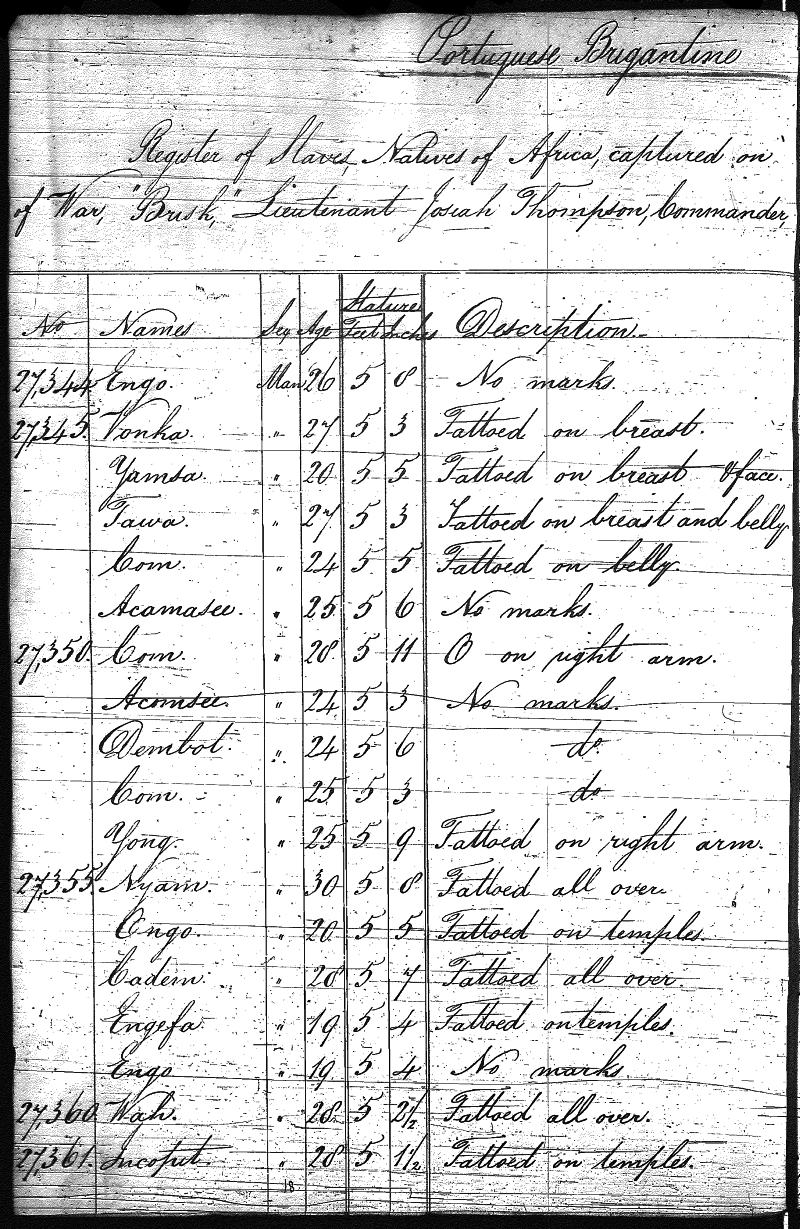 Portuguese Brigantine
Register of Slaves, Natives of Africa, captured on
of War, "Brisk," Lieutenant Josiah Thompson, Commander,
Stature
No Names Sex Age Feet Inches Description.
27,344 Engo. Man 26 5 8 No marks.
27,345. Vonka. " 27 5 3 Tattoed on breast.
Yamsa. " 20 5 5 Tattoed on breast & face.
Tawa. " 27 5 3 Tattoed on breast and belly
Com. " 24 5 5 Tattoed on belly
Acamasee. " 25 5 6 No marks.
27,350. Com. " 28 5 11 O on right arm.
Acomsee. " 24 5 3 No marks.
Dembot. " 24 5 6 do
Com. " 25 5 3 do
Yong. " 25 5 9 Tattoed on right arm.
27,355. Nyam. " 30 5 8 Tattoed all over.
Ongo. " 20 5 5 Tattoed on temples.
Cadem. " 28 5 7 Tattoed all over
Engefa " 19 5 4 Tattoed on temples.
Engo " 19 5 4 No marks.
27,360 Wah. " 28 5 2½ Tattoed all over.
27,361. " 28 5 1½ Tattoed on temples.
18